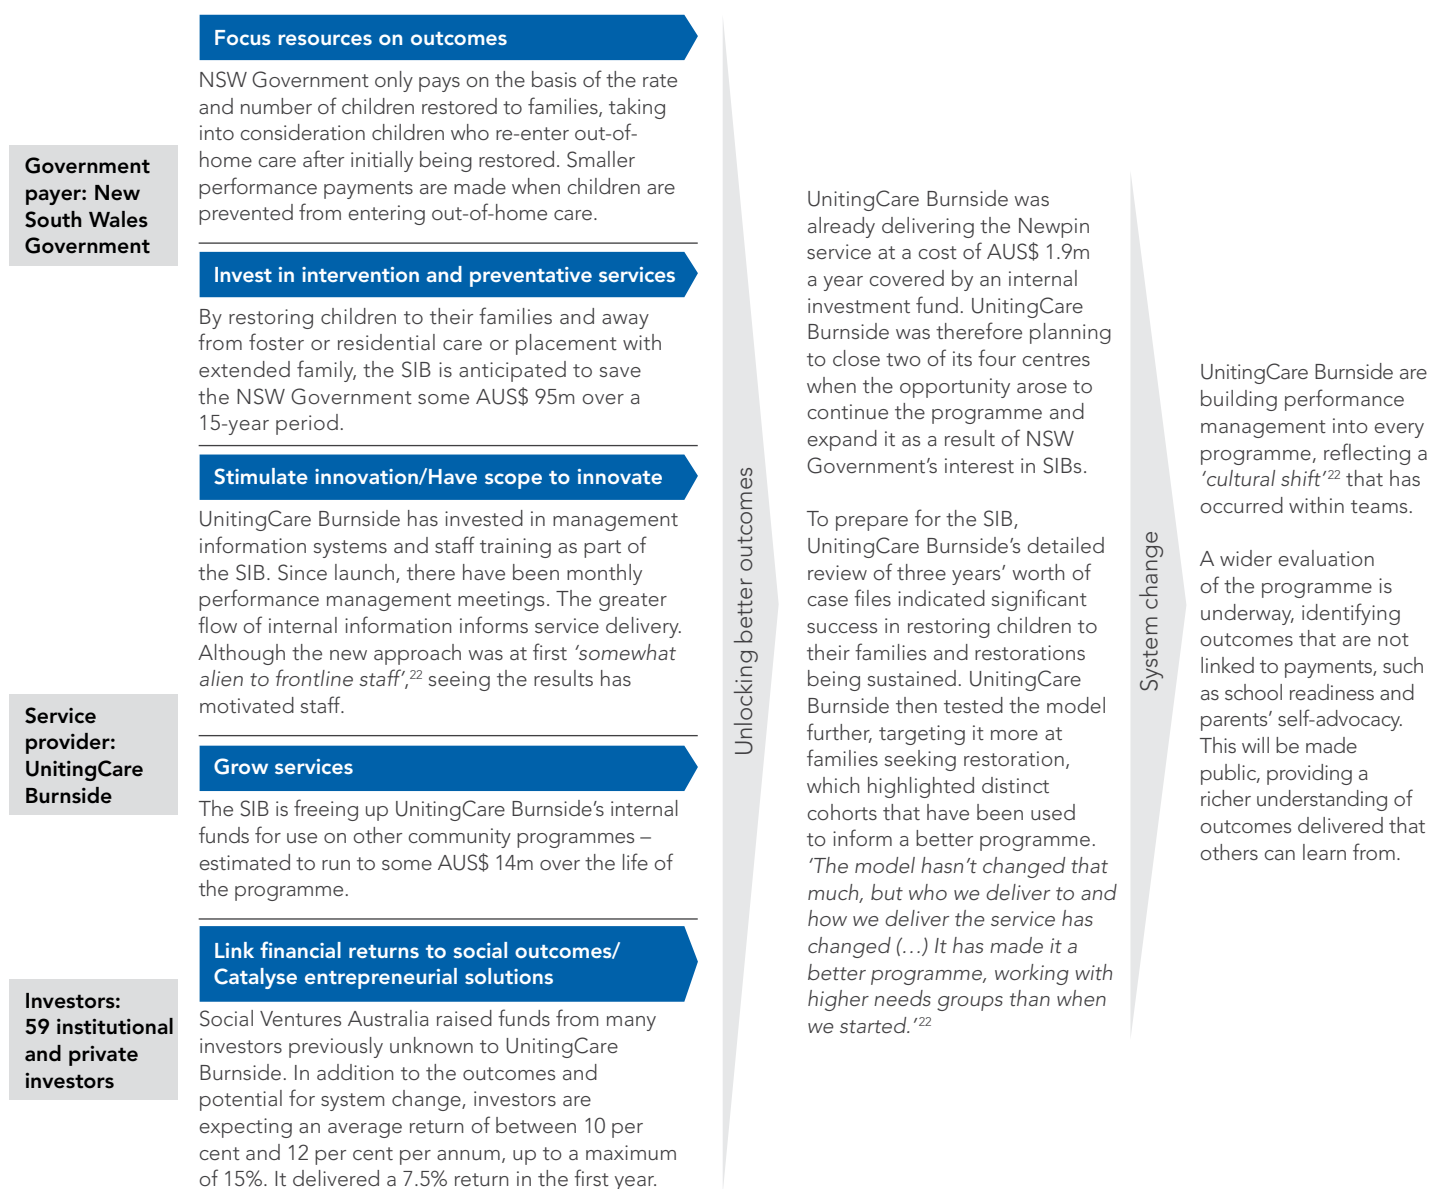 Government
payer: New
South Wales
Government
Focus resources on outcomes
NSW Government only pays on the basis of the rate
and number of children restored to families, taking
into consideration children who re-enter out-of-
home care after initially being restored. Smaller
performance payments are made when children are
prevented from entering out-of-home care.
Invest in intervention and preventative services
By restoring children to their families and away
from foster or residential care or placement with
extended family, the SIB is anticipated to save
the NSW Government some AUS$ 95m over a
15-year period.
Service
provider:
UnitingCare
Burnside
Stimulate innovation/Have scope to innovate
UnitingCare Burnside has invested in management
information systems and staff training as part of
the SIB. Since launch, there have been monthly
performance management meetings. The greater
flow of internal information informs service delivery.
Although the new approach was at first ‘somewhat
alien to frontline staff’,22 seeing the results has
motivated staff.
Grow services
The SIB is freeing up UnitingCare Burnside’s internal
funds for use on other community programmes –
estimated to run to some AUS$ 14m over the life of
the programme.
Investors:
59 institutional
and private
investors
Link financial returns to social outcomes/
Catalyse entrepreneurial solutions
Social Ventures Australia raised funds from many
investors previously unknown to UnitingCare
Burnside. In addition to the outcomes and
potential for system change, investors are
expecting an average return of between 10 per
cent and 12 per cent per annum, up to a maximum
of 15%. It delivered a 7.5% return in the first year.
Unlocking better outcomes
UnitingCare Burnside was
already delivering the Newpin
service at a cost of AUS$ 1.9m
a year covered by an internal
investment fund. UnitingCare
Burnside was therefore planning
to close two of its four centres
when the opportunity arose to
continue the programme and
expand it as a result of NSW
Government’s interest in SIBs.
To prepare for the SIB,
UnitingCare Burnside’s detailed
review of three years’ worth of
case files indicated significant
success in restoring children to
their families and restorations
being sustained. UnitingCare
Burnside then tested the model
further, targeting it more at
families seeking restoration,
which highlighted distinct
cohorts that have been used
to inform a better programme.
‘The model hasn’t changed that
much, but who we deliver to and
how we deliver the service has
changed (…) It has made it a
better programme, working with
higher needs groups than when
we started.’22
System change
UnitingCare Burnside are
building performance
management into every
programme, reflecting a
‘cultural shift’22 that has
occurred within teams.
A wider evaluation
of the programme is
underway, identifying
outcomes that are not
linked to payments, such
as school readiness and
parents’ self-advocacy.
This will be made
public, providing a
richer understanding of
outcomes delivered that
others can learn from.